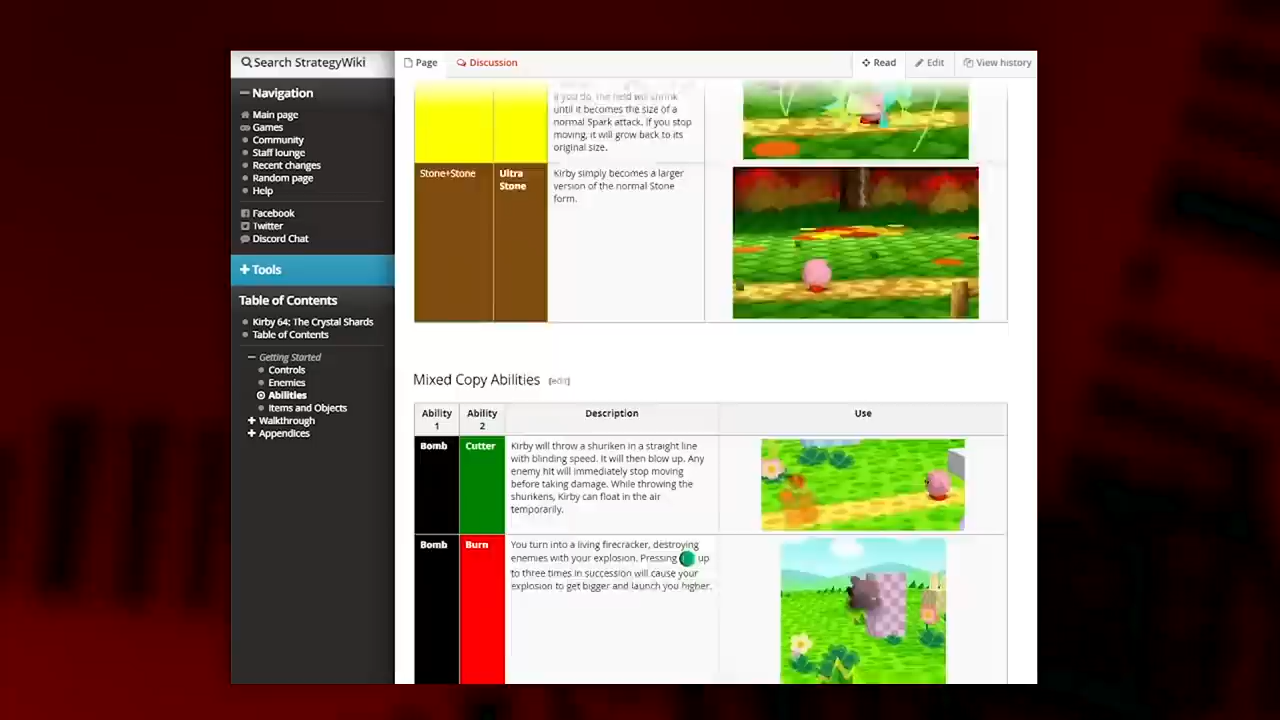 Search StrategyWiki
Page
Discussion
Read
Edit
View history
Navigation
Main page
Games
Community
Staff lounge
Recent changes
Random page
Help
Facebook
Twitter
Discord Chat
Tools
Table of Contents
Kirby 64: The Crystal Shards
Table of Contents
Getting Started
Controls
Enemies
Abilities
Items and Objects
Walkthrough
Appendices
if you do. The field will shrink
until it becomes the size of a
normal Spark attack. If you stop
moving, it will grow back to its
original size.
Stone+Stone
Ultra
Stone
Kirby simply becomes a larger
version of the normal Stone
form.
Mixed Copy Abilities [edit]
Ability
1
Ability
2
Description
Use
Bomb
Cutter
Kirby will throw a shuriken in a straight line
with blinding speed. It will then blow up. Any
enemy hit will immediately stop moving
before taking damage. While throwing the
shurikens, Kirby can float in the air
temporarily.
Bomb
Burn
You turn into a living firecracker, destroying
enemies with your explosion. Pressing up
to three times in succession will cause your
explosion to get bigger and launch you higher.